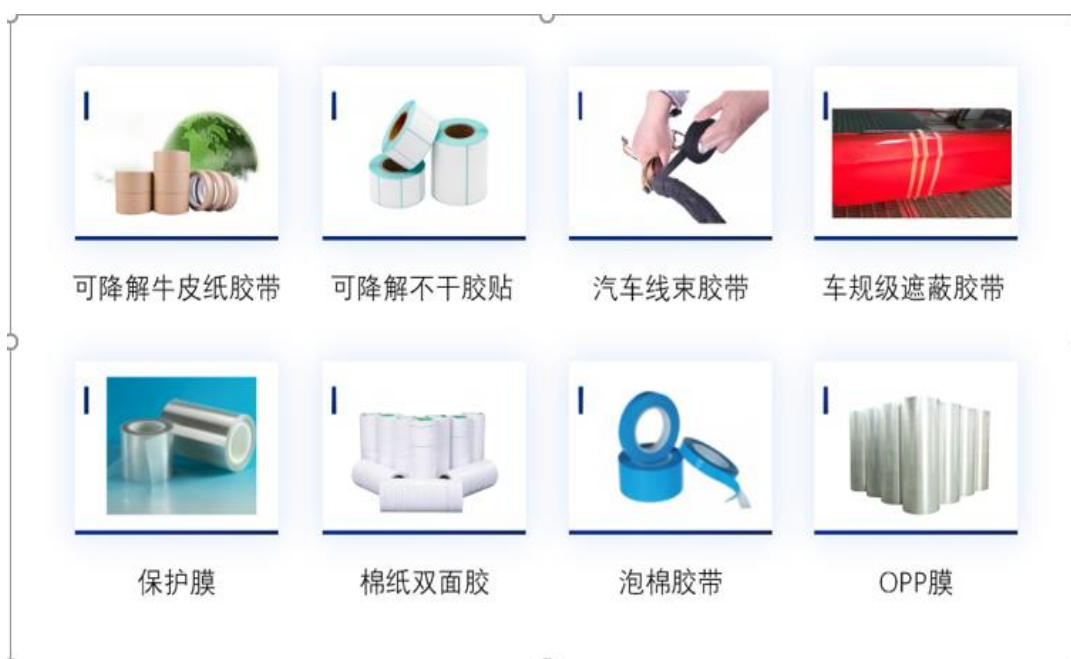 可降解牛皮纸胶带
可降解不干胶贴
汽车线束胶带
车规级遮蔽胶带
保护膜
棉纸双面胶
泡棉胶带
OPP膜